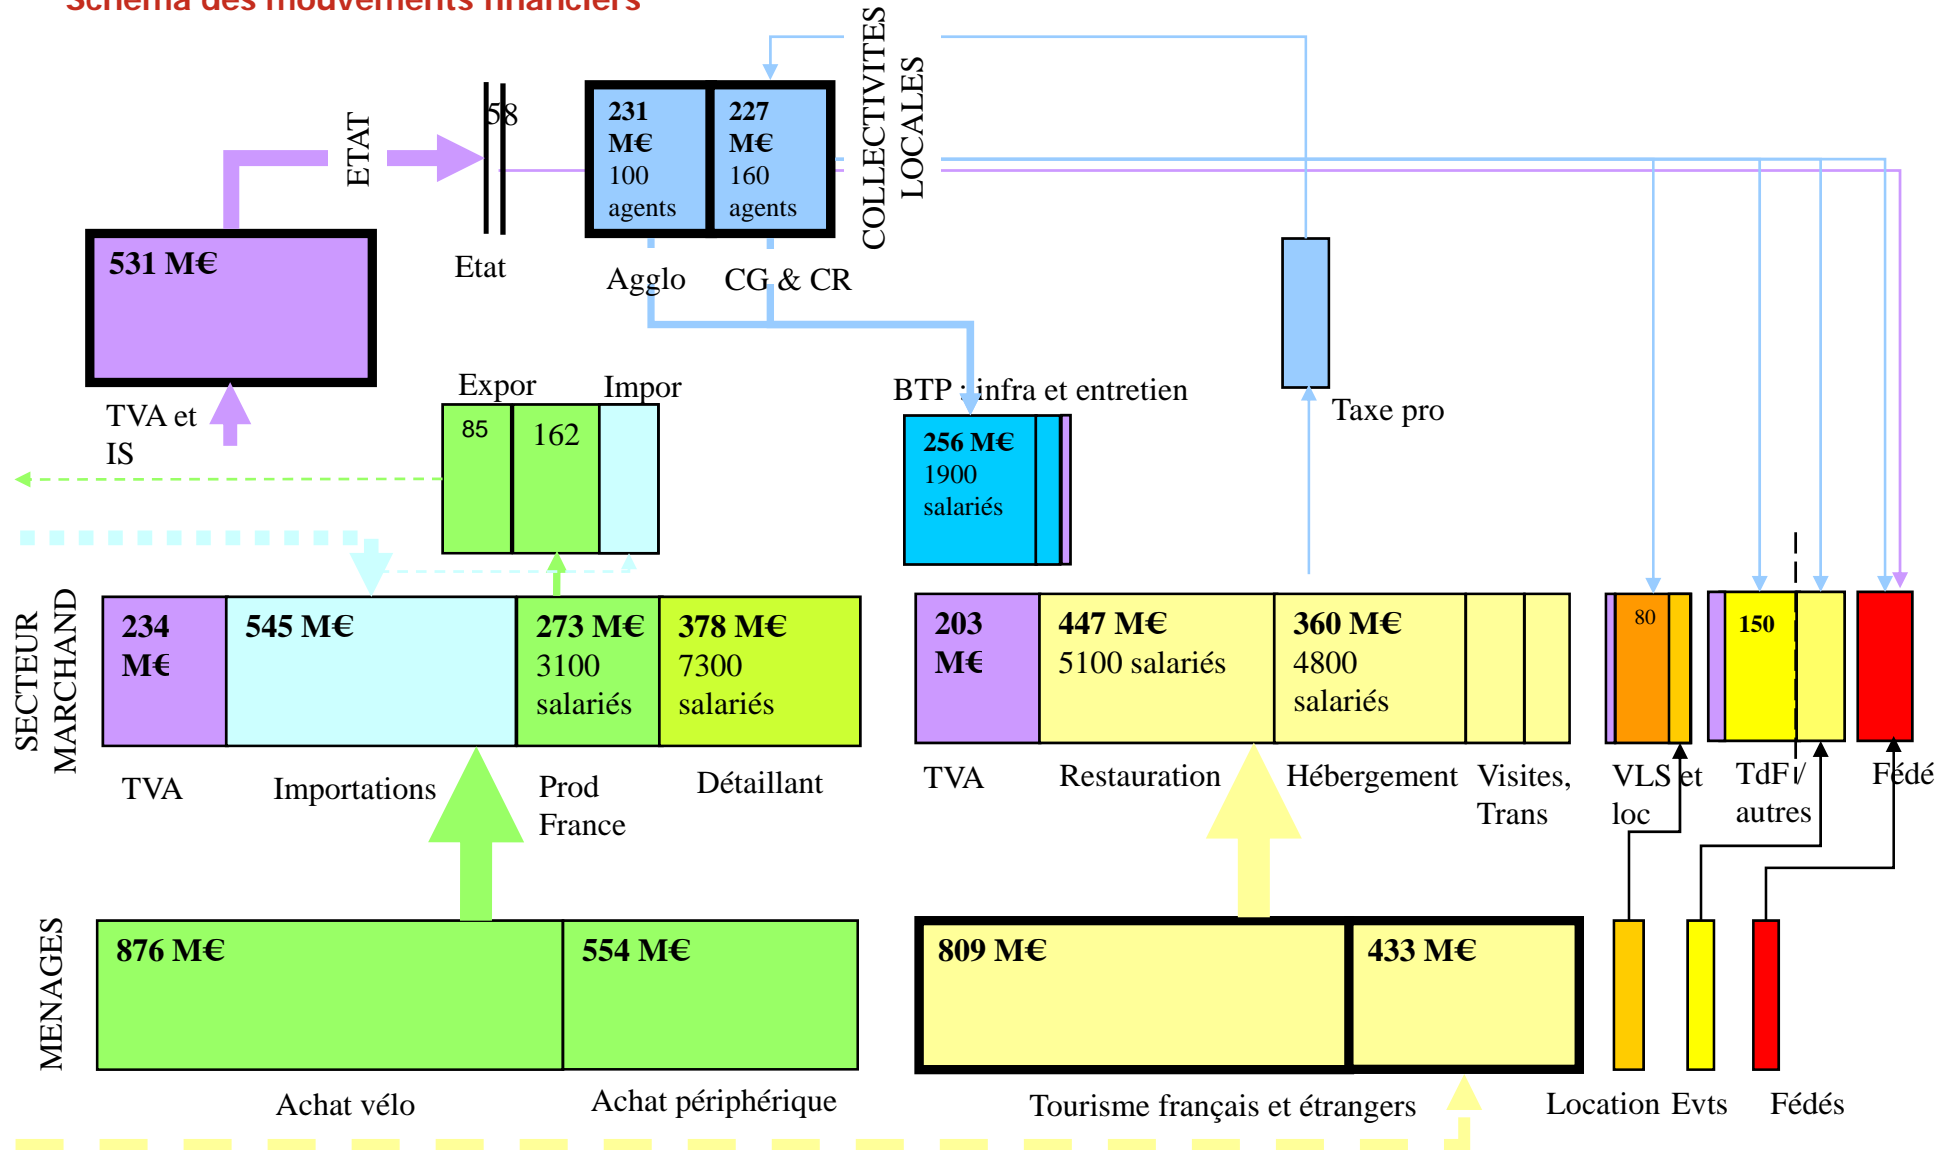 Schéma des mouvements financiers
COLLECTIVITES
LOCALES
ETAT
58
231
M€
100
agents
227
M€
160
agents
531 M€
Etat
Agglo
CG & CR
TVA et
IS
Expor
Impor
85
162
BTP : infra et entretien
256 M€
1900
salariés
Taxe pro
SECTEUR
MARCHAND
234
M€
545 M€
273 M€
3100
salariés
378 M€
7300
salariés
203
M€
447 M€
5100 salariés
360 M€
4800
salariés
80
150
TVA
Importations
Prod
France
Détaillant
TVA
Restauration
Hébergement
Visites,
Trans
VLS et
loc
TdF /
autres
Fédé
MENAGES
876 M€
554 M€
809 M€
433 M€
Achat vélo
Achat périphérique
Tourisme français et étrangers
Location
Evts
Fédés